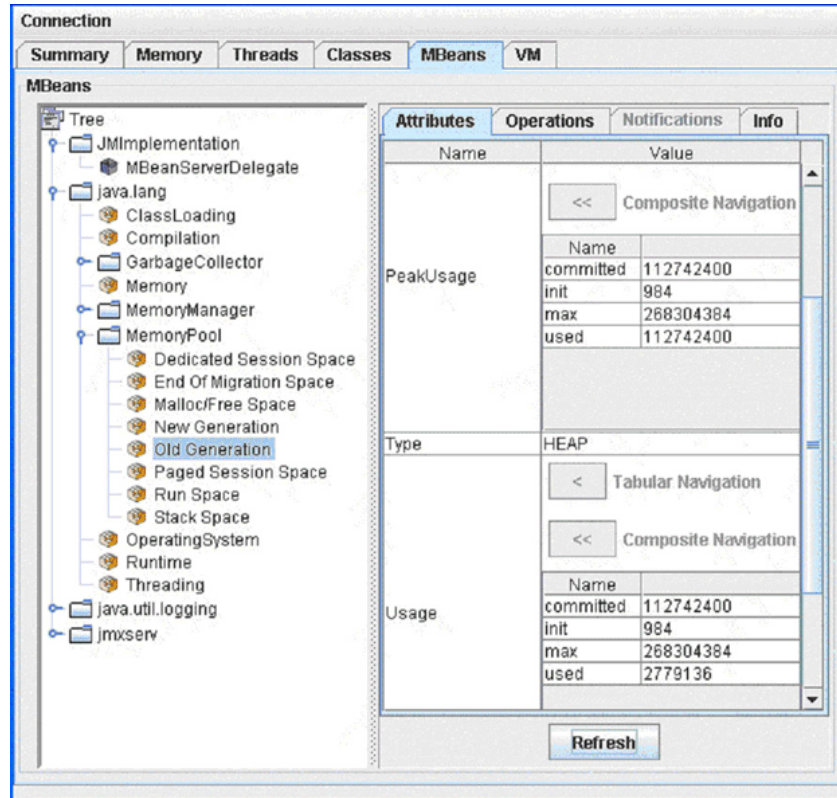 Connection
Summary Memory Threads Classes MBeans VM
MBeans
Tree
JMImplementation
MBeanServerDelegate
java.lang
ClassLoading
Compilation
GarbageCollector
Memory
MemoryManager
MemoryPool
Dedicated Session Space
End Of Migration Space
Malloc/Free Space
New Generation
Old Generation
Paged Session Space
Run Space
Stack Space
OperatingSystem
Runtime
Threading
java.util.logging
jmxserv
Attributes Operations Notifications Info
Name Value
<< Composite Navigation
PeakUsage
Name
committed 112742400
init 984
max 268304384
used 112742400
Type HEAP
< Tabular Navigation
<< Composite Navigation
Usage
Name
committed 112742400
init 984
max 268304384
used 2779136
Refresh